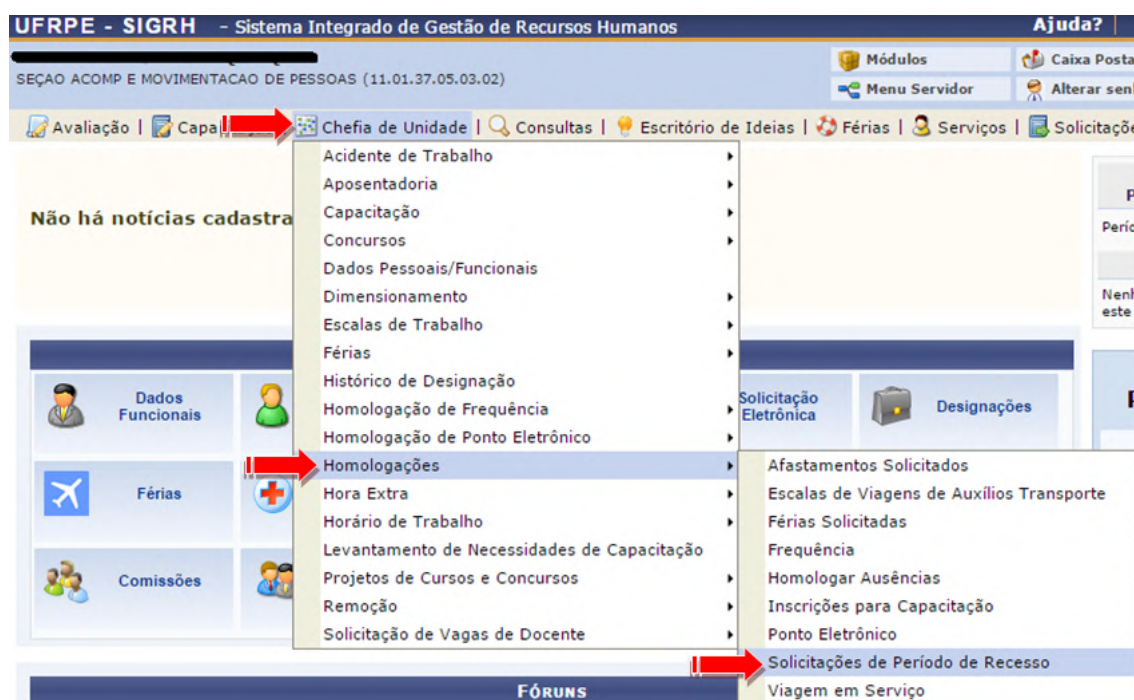 UFRPE - SIGRH - Sistema Integrado de Gestão de Recursos Humanos Ajuda?
SEÇAO ACOMP E MOVIMENTACAO DE PESSOAS (11.01.37.05.03.02)
Módulos Caixa Posta
Menu Servidor Alterar sen
Avaliação | Capa Chefia de Unidade | Consultas | Escritório de Ideias | Férias | Serviços | Solicitaçõe
Não há notícias cadastra
Acidente de Trabalho
Aposentadoria
Capacitação
Concursos
Dados Pessoais/Funcionais
Dimensionamento
Escalas de Trabalho
Férias
Histórico de Designação
Homologação de Frequência
Homologação de Ponto Eletrônico
Homologações
Hora Extra
Horário de Trabalho
Levantamento de Necessidades de Capacitação
Projetos de Cursos e Concursos
Remoção
Solicitação de Vagas de Docente
Afastamentos Solicitados
Escalas de Viagens de Auxílios Transporte
Férias Solicitadas
Frequência
Homologar Ausências
Inscrições para Capacitação
Ponto Eletrônico
Solicitações de Período de Recesso
Viagem em Serviço
Dados
Funcionais
Solicitação
Eletrônica
Designações
Férias
Comissões
P
Perío
Nenh
este
FÓRUNS